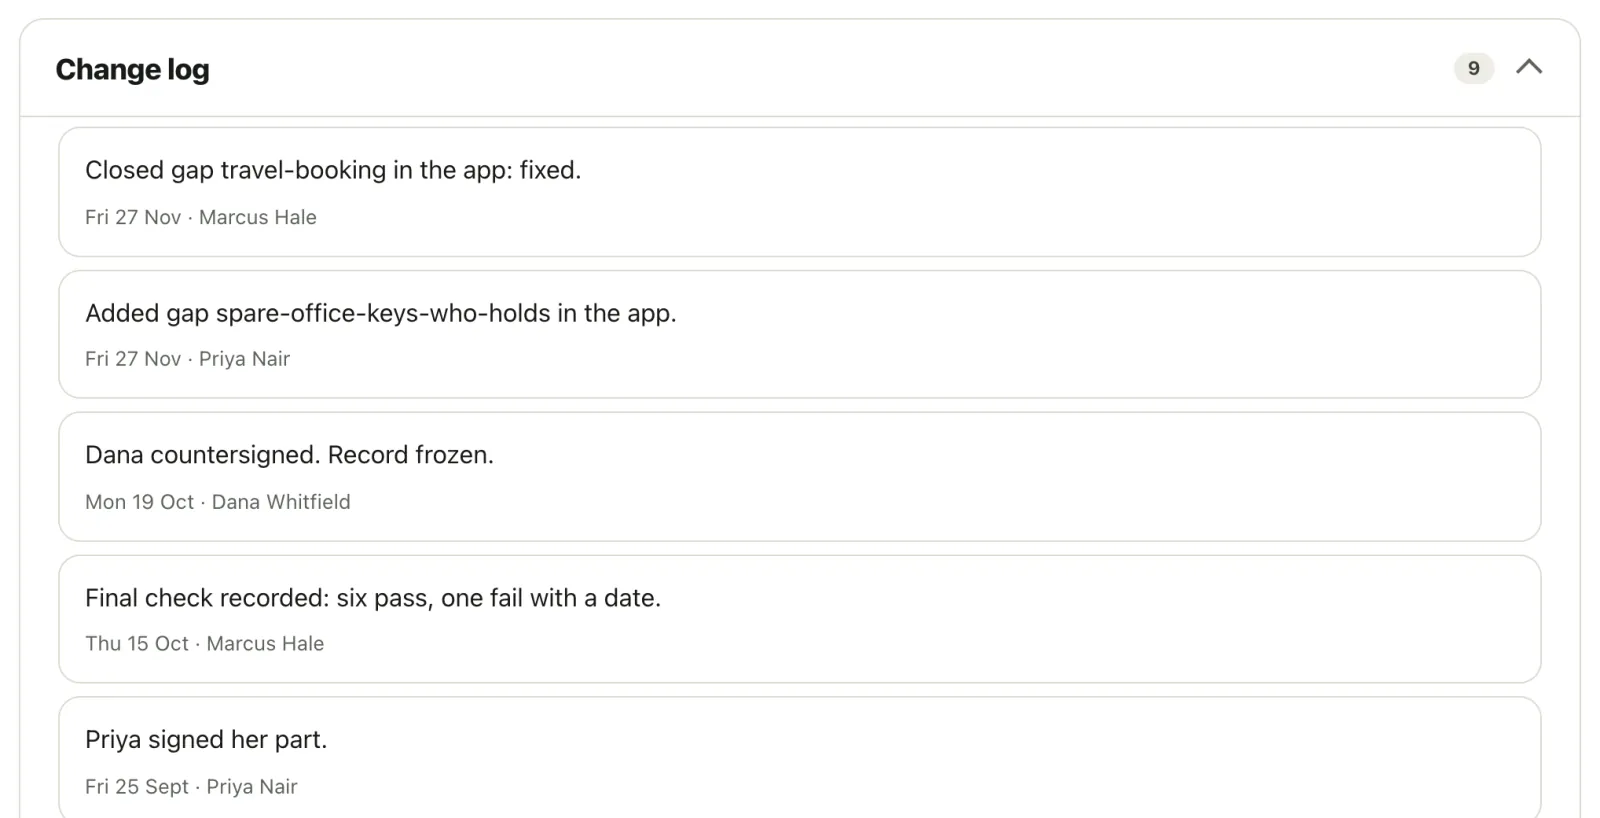 Change log
9
Closed gap travel-booking in the app: fixed.
Fri 27 Nov · Marcus Hale
Added gap spare-office-keys-who-holds in the app.
Fri 27 Nov · Priya Nair
Dana countersigned. Record frozen.
Mon 19 Oct · Dana Whitfield
Final check recorded: six pass, one fail with a date.
Thu 15 Oct · Marcus Hale
Priya signed her part.
Fri 25 Sept · Priya Nair